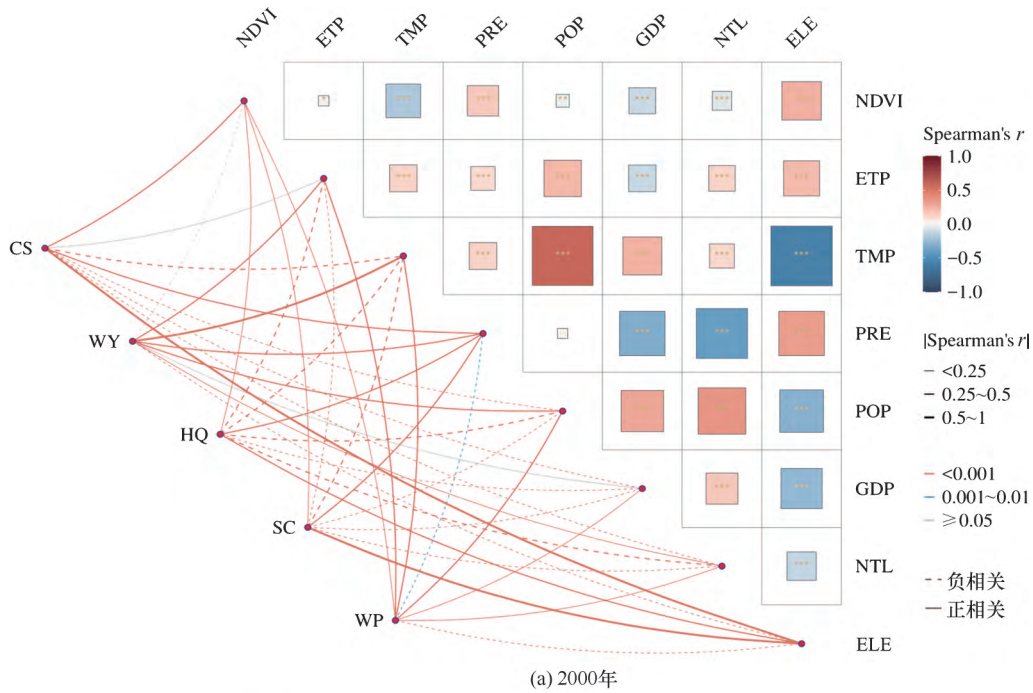 NDVI
ETP
TMP
PRE
POP
GDP
NTL
ELE
NDVI
ETP
TMP
PRE
POP
GDP
NTL
ELE
CS
WY
HQ
SC
WP
Spearman's r
1.0
0.5
0.0
−0.5
−1.0
|Spearman's r|
<0.25
0.25~0.5
0.5~1
<0.001
0.001~0.01
≥0.05
负相关
正相关
(a) 2000年